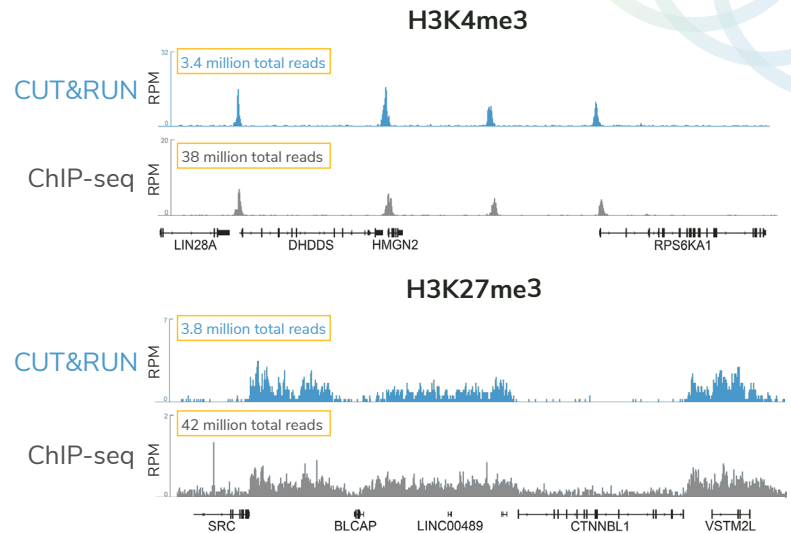 H3K4me3
32
3.4 million total reads
CUT&RUN
RPM
0
20
38 million total reads
ChIP-seq
RPM
0
LIN28A DHDDS HMGN2 RPS6KA1
H3K27me3
7
3.8 million total reads
CUT&RUN
RPM
0
2
42 million total reads
ChIP-seq
RPM
0
SRC BLCAP LINC00489 CTNNBL1 VSTM2L